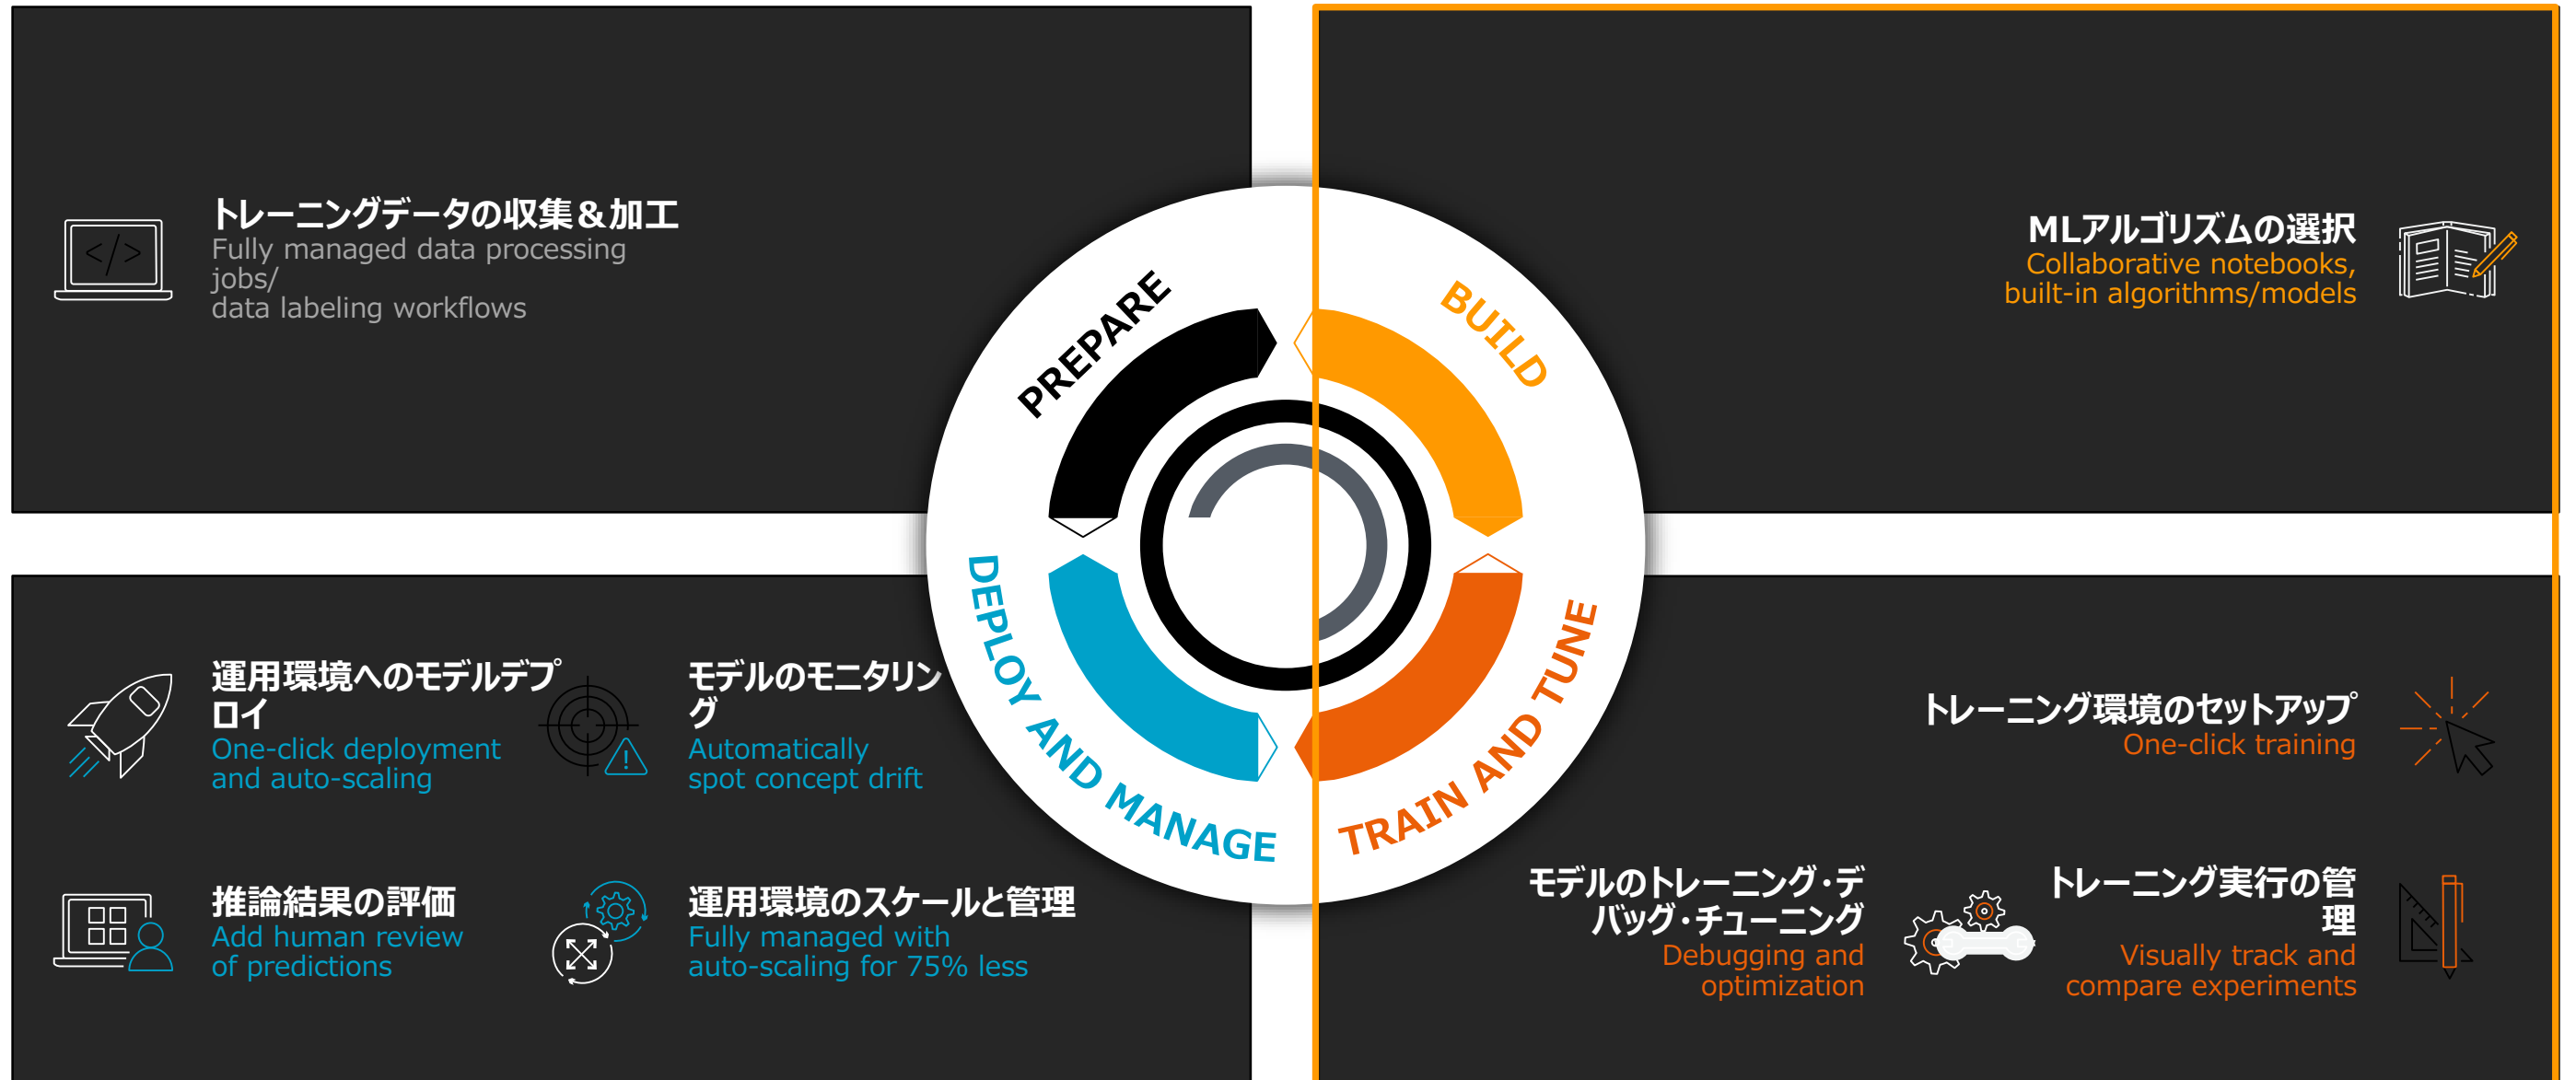 トレーニングデータの収集＆加工
Fully managed data processing
jobs/
data labeling workflows
MLアルゴリズムの選択
Collaborative notebooks,
built-in algorithms/models
PREPARE
BUILD
DEPLOY AND MANAGE
TRAIN AND TUNE
運用環境へのモデルデプ
ロイ
One-click deployment
and auto-scaling
モデルのモニタリン
グ
Automatically
spot concept drift
推論結果の評価
Add human review
of predictions
運用環境のスケールと管理
Fully managed with
auto-scaling for 75% less
トレーニング環境のセットアップ
One-click training
モデルのトレーニング・デ
バッグ・チューニング
Debugging and
optimization
トレーニング実行の管
理
Visually track and
compare experiments